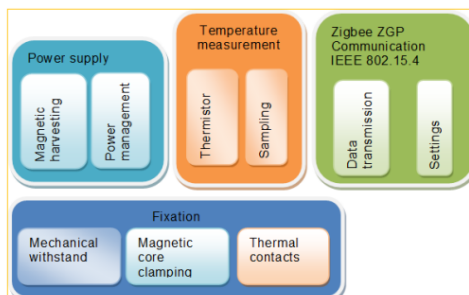 Power supply
Magnetic
harvesting
Power
management
Temperature
measurement
Thermistor
Sampling
Zigbee ZGP
Communication
IEEE 802.15.4
Data
transmission
Settings
Fixation
Mechanical
withstand
Magnetic
core
clamping
Thermal
contacts